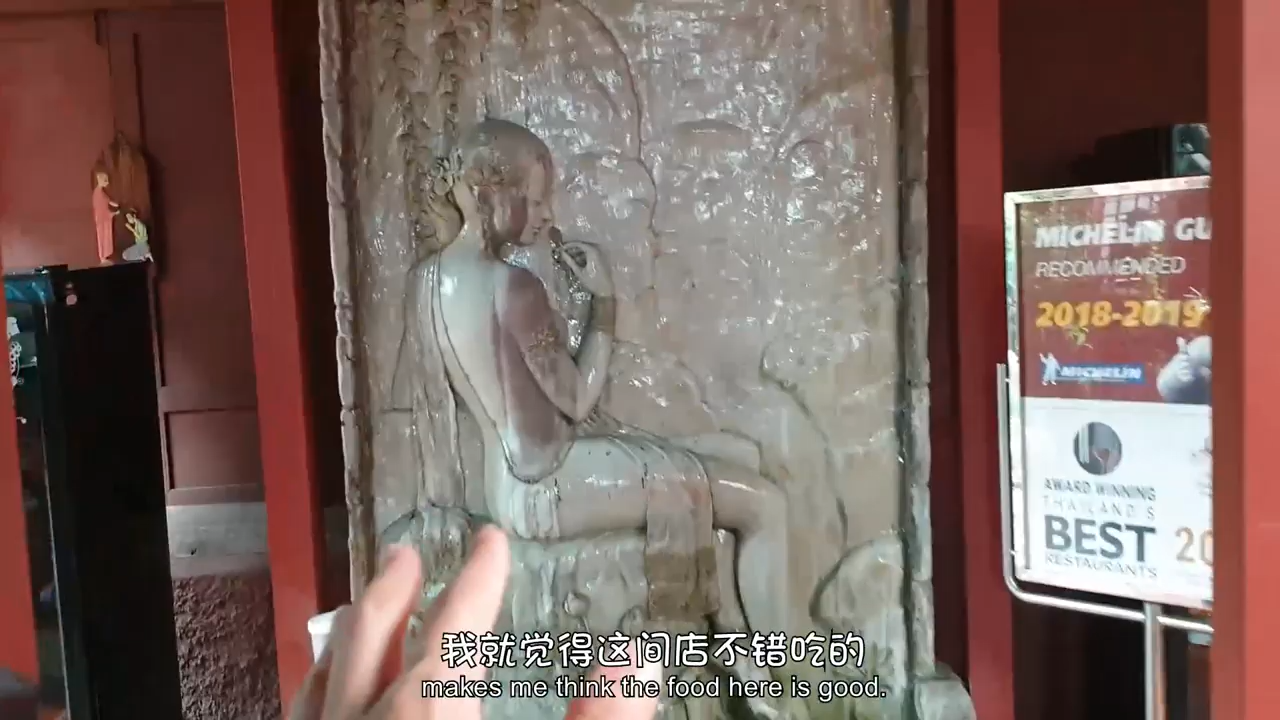 MICHELIN GU
RECOMMENDED
2018-2019
MICHELIN
AWARD WINNING
THAILAND'S
BEST
RESTAURANTS
20
我就觉得这间店不错吃的
makes me think the food here is good.